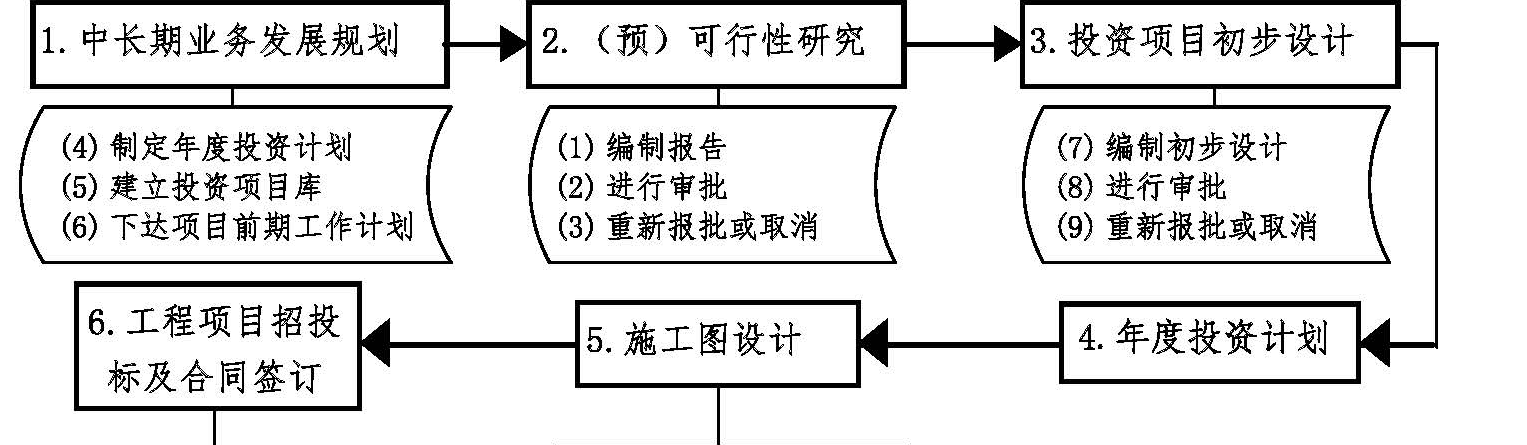 1.中长期业务发展规划
2.（预）可行性研究
3.投资项目初步设计
(4)制定年度投资计划
(5)建立投资项目库
(6)下达项目前期工作计划
(1)编制报告
(2)进行审批
(3)重新报批或取消
(7)编制初步设计
(8)进行审批
(9)重新报批或取消
6.工程项目招投
标及合同签订
5.施工图设计
4.年度投资计划